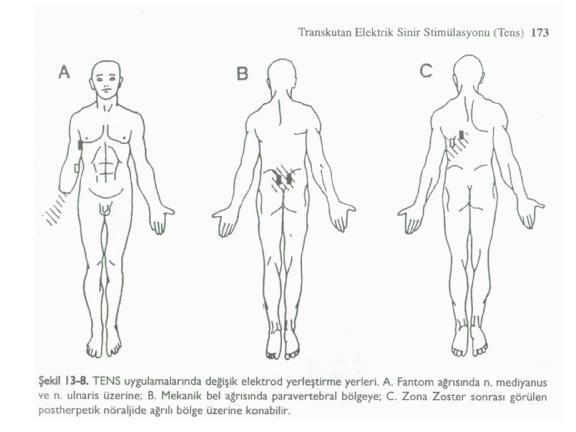 Transkutan Elektrik Sinir Stimülasyonu (Tens) 173
A B C
Şekil 13-8. TENS uygulamalarında değişik elektrod yerleştirme yerleri. A. Fantom ağrısında n. mediyanus
ve n. ulnaris üzerine; B. Mekanik bel ağrısında paravertebral bölgeye; C. Zona Zoster sonrası görülen
postherpetik nöraljide ağrılı bölge üzerine konabilir.